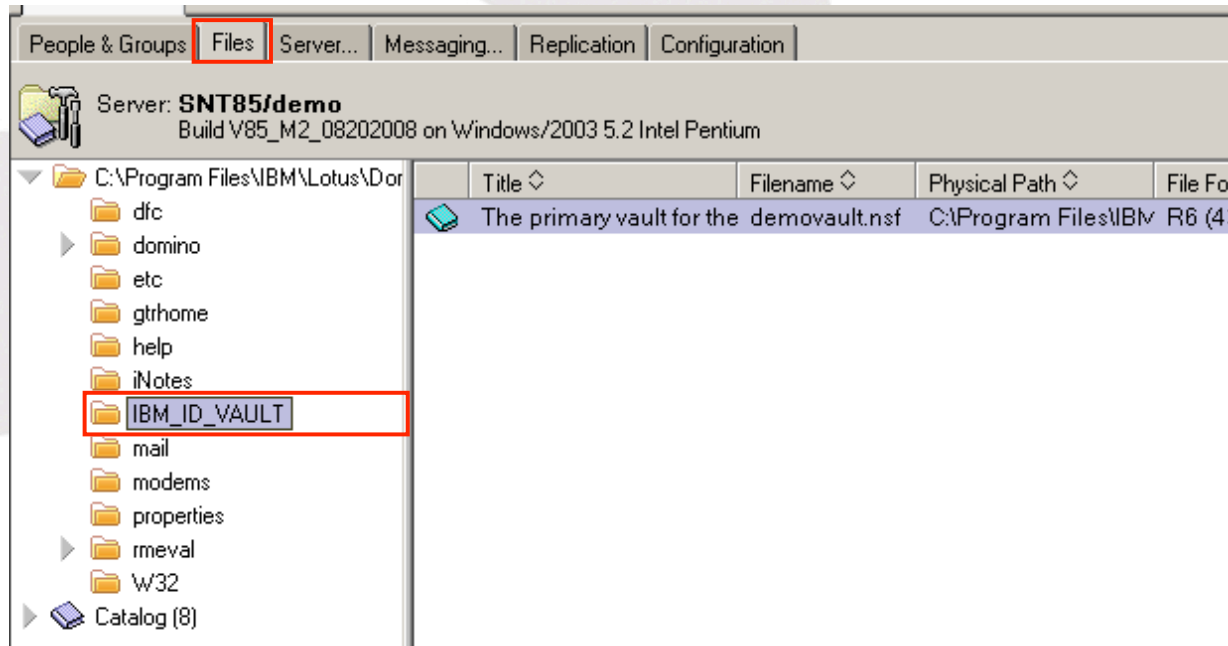 People & Groups Files Server... Messaging... Replication Configuration
Server: SNT85/demo
Build V85_M2_08202008 on Windows/2003 5.2 Intel Pentium
C:\Program Files\IBM\Lotus\Dor
dfc
domino
etc
gtrhome
help
iNotes
IBM_ID_VAULT
mail
modems
properties
rmeval
W32
Catalog (8)
Title Filename Physical Path File Fo
The primary vault for the demovault.nsf C:\Program Files\IBM R6 (4